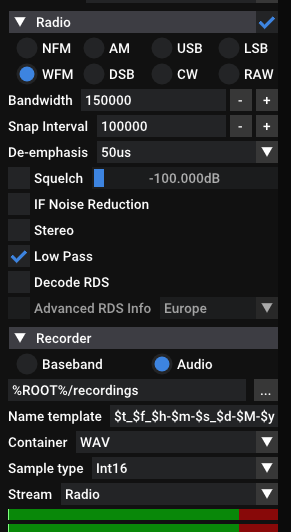 Radio
NFM AM USB LSB
WFM DSB CW RAW
Bandwidth 150000 - +
Snap Interval 100000 - +
De-emphasis 50us
Squelch -100.000dB
IF Noise Reduction
Stereo
Low Pass
Decode RDS
Advanced RDS Info Europe
Recorder
Baseband Audio
%ROOT%/recordings ...
Name template $t_$f_$h-$m-$s_$d-$M-$y
Container WAV
Sample type Int16
Stream Radio